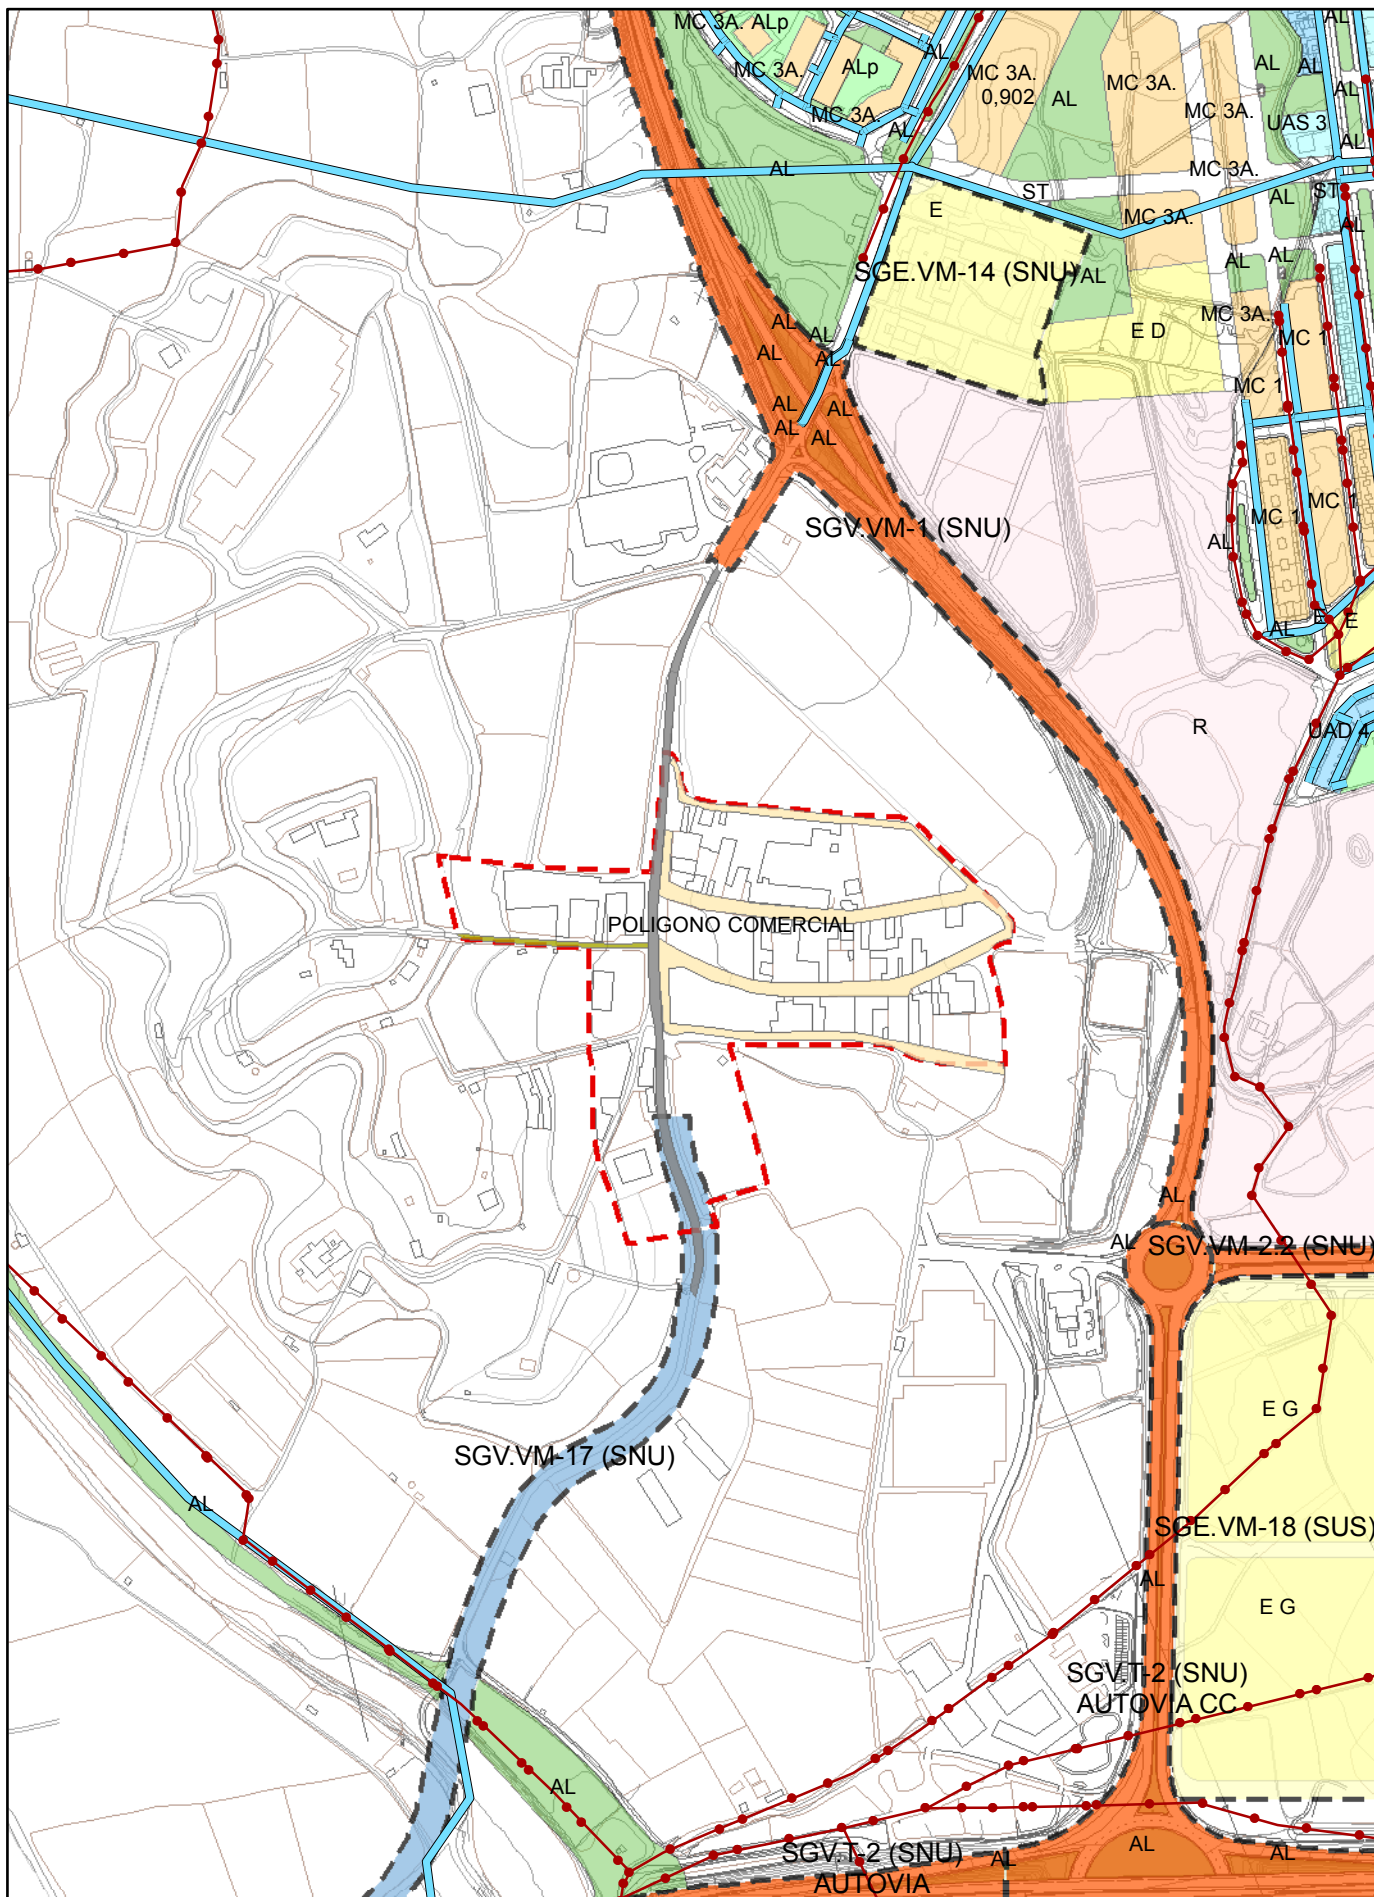 MC 3A. ALp
AL
AL
MC 3A.
ALp
MC 3A.
0,902
AL
MC 3A.
AL
AL
AL
MC 3A.
MC 3A.
AL
UAS 3
AL
AL
MC 3A.
ST
ST
E
MC 3A.
AL
AL
SGE.VM-14 (SNU)
AL
AL
AL
AL
AL
AL
AL
E D
MC 3A.
MC 1
MC 1
AL
AL
AL
AL
SGV.VM-1 (SNU)
MC 1
MC 1
AL
AL
E
E
R
UAD 4
POLIGONO COMERCIAL
AL
AL
SGV.VM-2.2 (SNU)
E G
SGV.VM-17 (SNU)
AL
SGE.VM-18 (SUS)
AL
E G
SGV.T-2 (SNU)
AUTOVIA CC
AL
AL
SGV.T-2 (SNU)
AUTOVIA
AL
AL